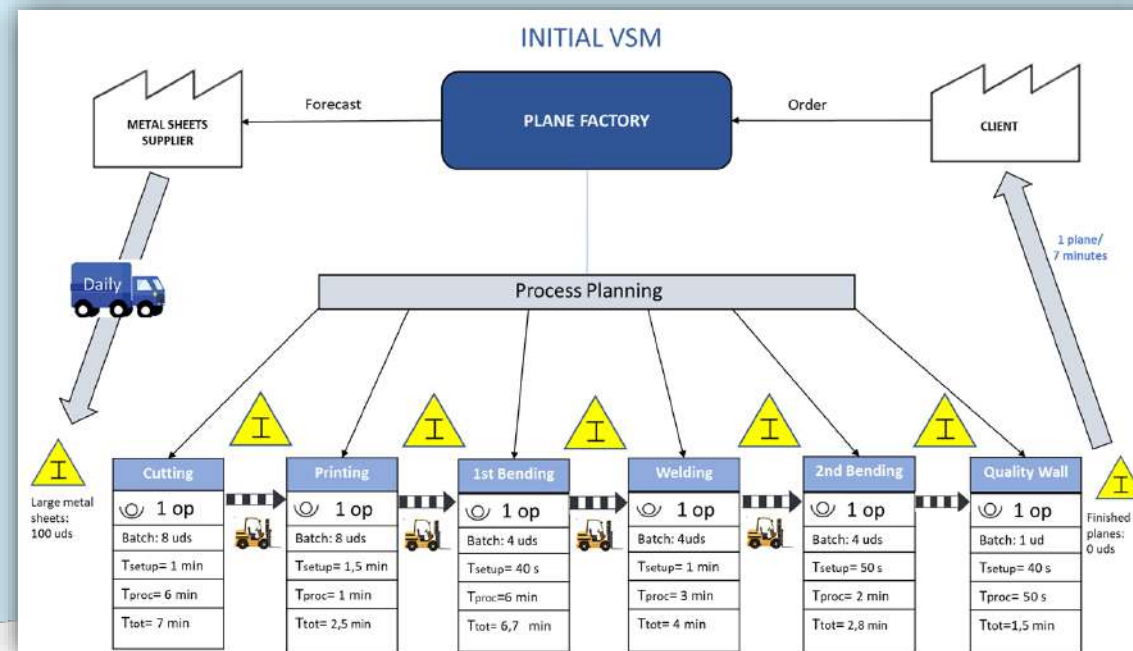 INITIAL VSM
METAL SHEETS
SUPPLIER
Forecast
PLANE FACTORY
Order
CLIENT
Daily
1 plane/
7 minutes
Process Planning
Large metal
sheets:
100 uds
Cutting
1 op
Batch: 8 uds
Tsetup= 1 min
Tproc= 6 min
Ttot= 7 min
Printing
1 op
Batch: 8 uds
Tsetup= 1,5 min
Tproc= 1 min
Ttot= 2,5 min
1st Bending
1 op
Batch: 4 uds
Tsetup= 40 s
Tproc=6 min
Ttot= 6,7 min
Welding
1 op
Batch: 4uds
Tsetup= 1 min
Tproc= 3 min
Ttot= 4 min
2nd Bending
1 op
Batch: 4 uds
Tsetup= 50 s
Tproc= 2 min
Ttot= 2,8 min
Quality Wall
1 op
Batch: 1 ud
Tsetup= 40 s
Tproc= 50 s
Ttot=1,5 min
Finished
planes:
0 uds